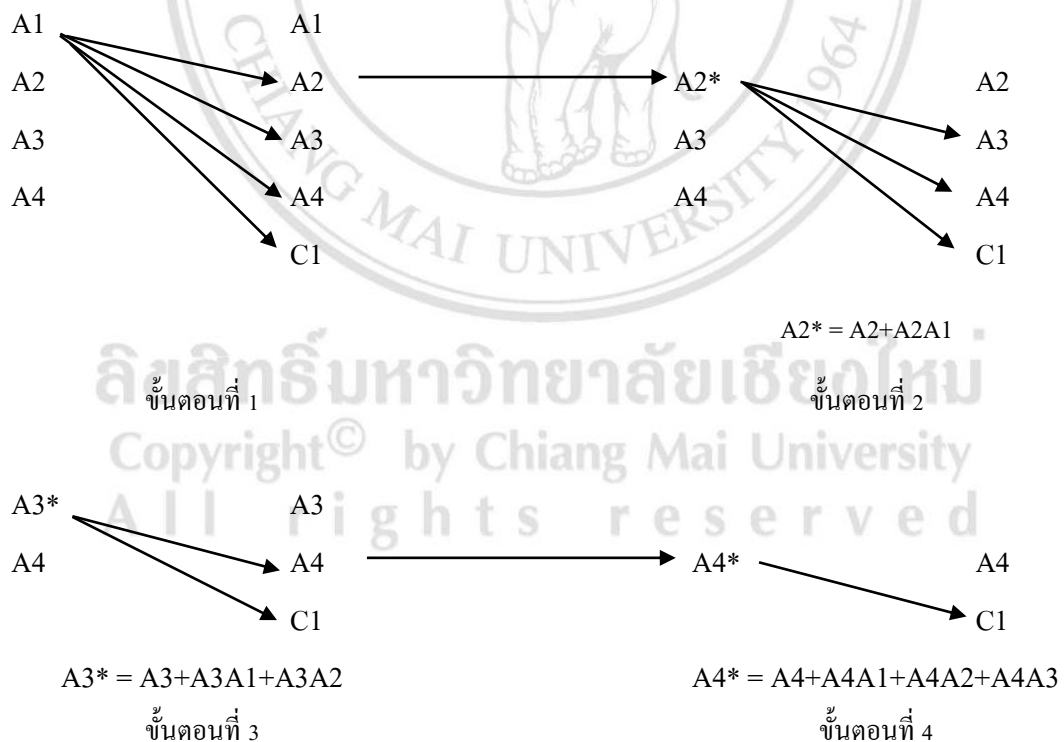 A1 A1
A2 A2 A2* A2
A3 A3 A3 A3
A4 A4 A4 A4
C1 C1
CHIANG MAI UNIVERSITY 1964
A2* = A2+A2A1
ลิขสิทธิ์มหาวิทยาลัยเชียงใหม่
ขั้นตอนที่ 1 ขั้นตอนที่ 2
Copyright© by Chiang Mai University
A3* A3
All rights reserved
A4 A4 A4* A4
C1 C1
A3* = A3+A3A1+A3A2 A4* = A4+A4A1+A4A2+A4A3
ขั้นตอนที่ 3 ขั้นตอนที่ 4